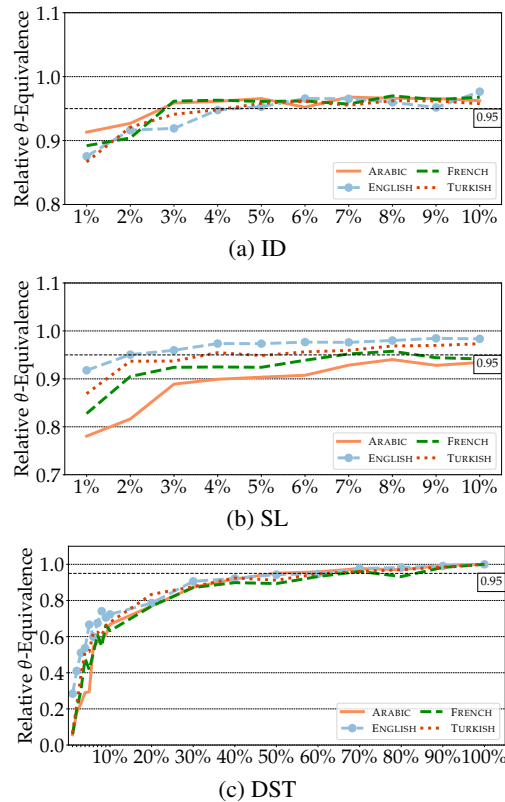 Relative θ-Equivalence
1.1
1.0
0.9
0.8
0.95
ARABIC FRENCH
ENGLISH TURKISH
1% 2% 3% 4% 5% 6% 7% 8% 9% 10%
(a) ID
Relative θ-Equivalence
1.1
1.0
0.9
0.8
0.7
0.95
ARABIC FRENCH
ENGLISH TURKISH
1% 2% 3% 4% 5% 6% 7% 8% 9% 10%
(b) SL
Relative θ-Equivalence
1.0
0.8
0.6
0.4
0.2
0.0
0.95
ARABIC FRENCH
ENGLISH TURKISH
10% 20% 30% 40% 50% 60% 70% 80% 90% 100%
(c) DST